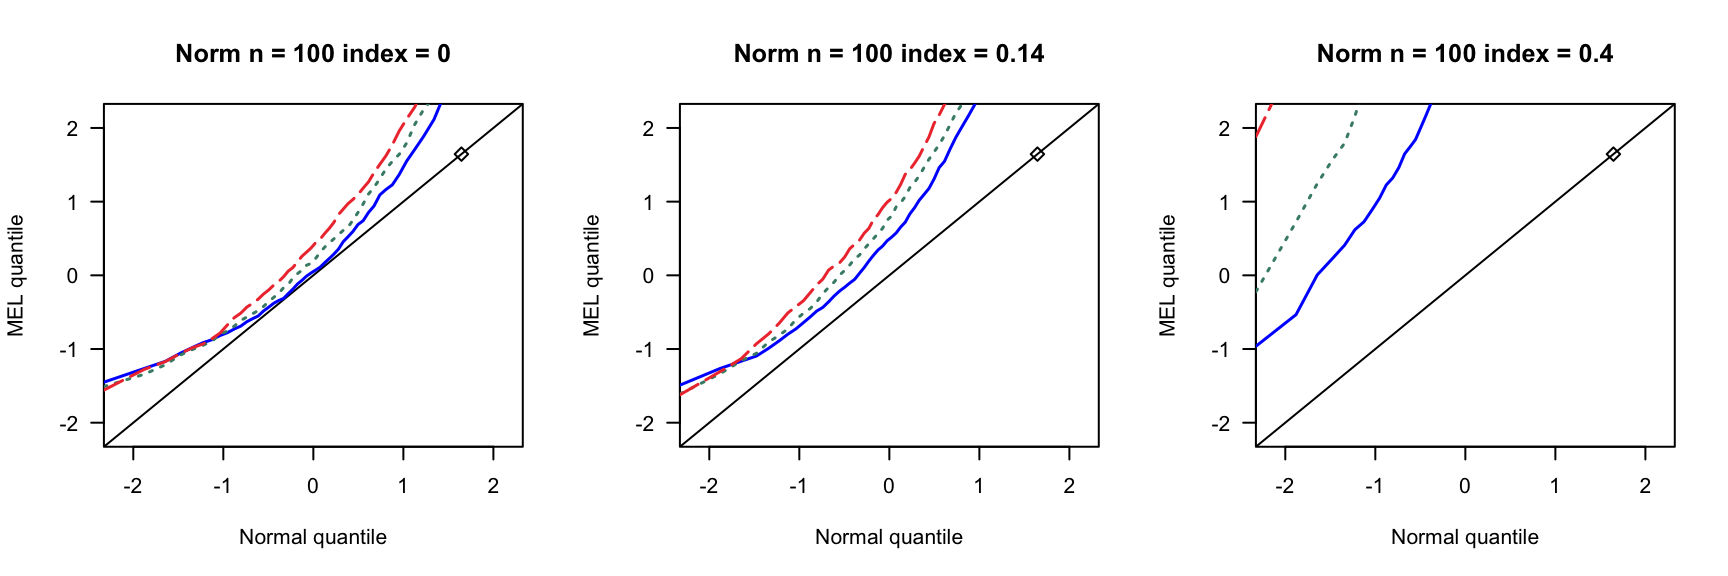 Norm n = 100 index = 0
MEL quantile
2
1
0
-1
-2
-2 -1 0 1 2
Normal quantile
Norm n = 100 index = 0.14
MEL quantile
2
1
0
-1
-2
-2 -1 0 1 2
Normal quantile
Norm n = 100 index = 0.4
MEL quantile
2
1
0
-1
-2
-2 -1 0 1 2
Normal quantile